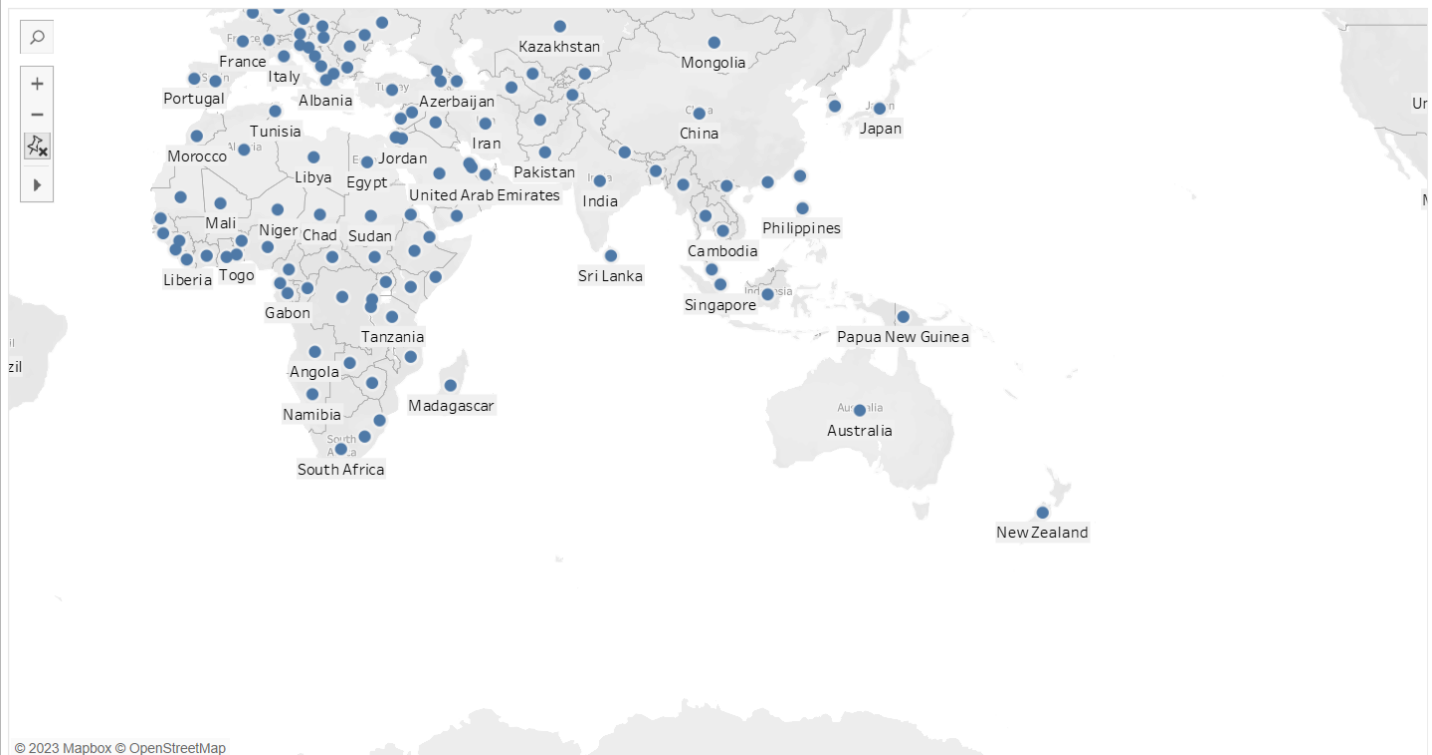 Kazakhstan
Mongolia
France
Italy
Portugal
Albania
Azerbaijan
China
Japan
Tunisia
Iran
Morocco
Jordan
Libya
Egypt
Pakistan
United Arab Emirates
India
Mali
Niger
Chad
Sudan
Philippines
Cambodia
Sri Lanka
Liberia
Togo
Singapore
Gabon
Tanzania
Papua New Guinea
Angola
Madagascar
Namibia
Australia
South Africa
New Zealand
zil
Ur
© 2023 Mapbox © OpenStreetMap